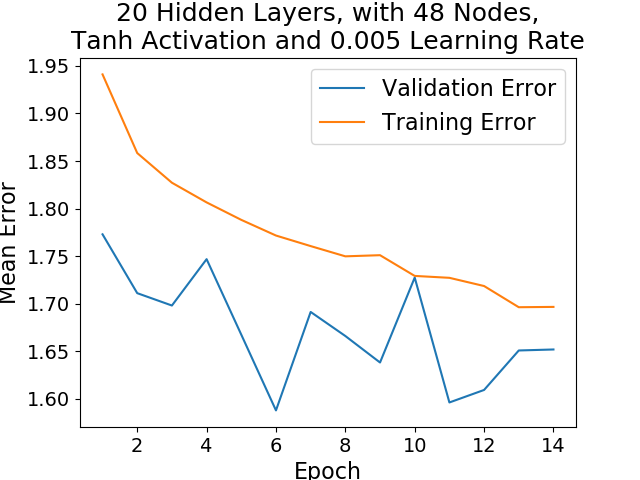 20 Hidden Layers, with 48 Nodes,
Tanh Activation and 0.005 Learning Rate
Validation Error
Training Error
Mean Error
1.95
1.90
1.85
1.80
1.75
1.70
1.65
1.60
2 4 6 8 10 12 14
Epoch